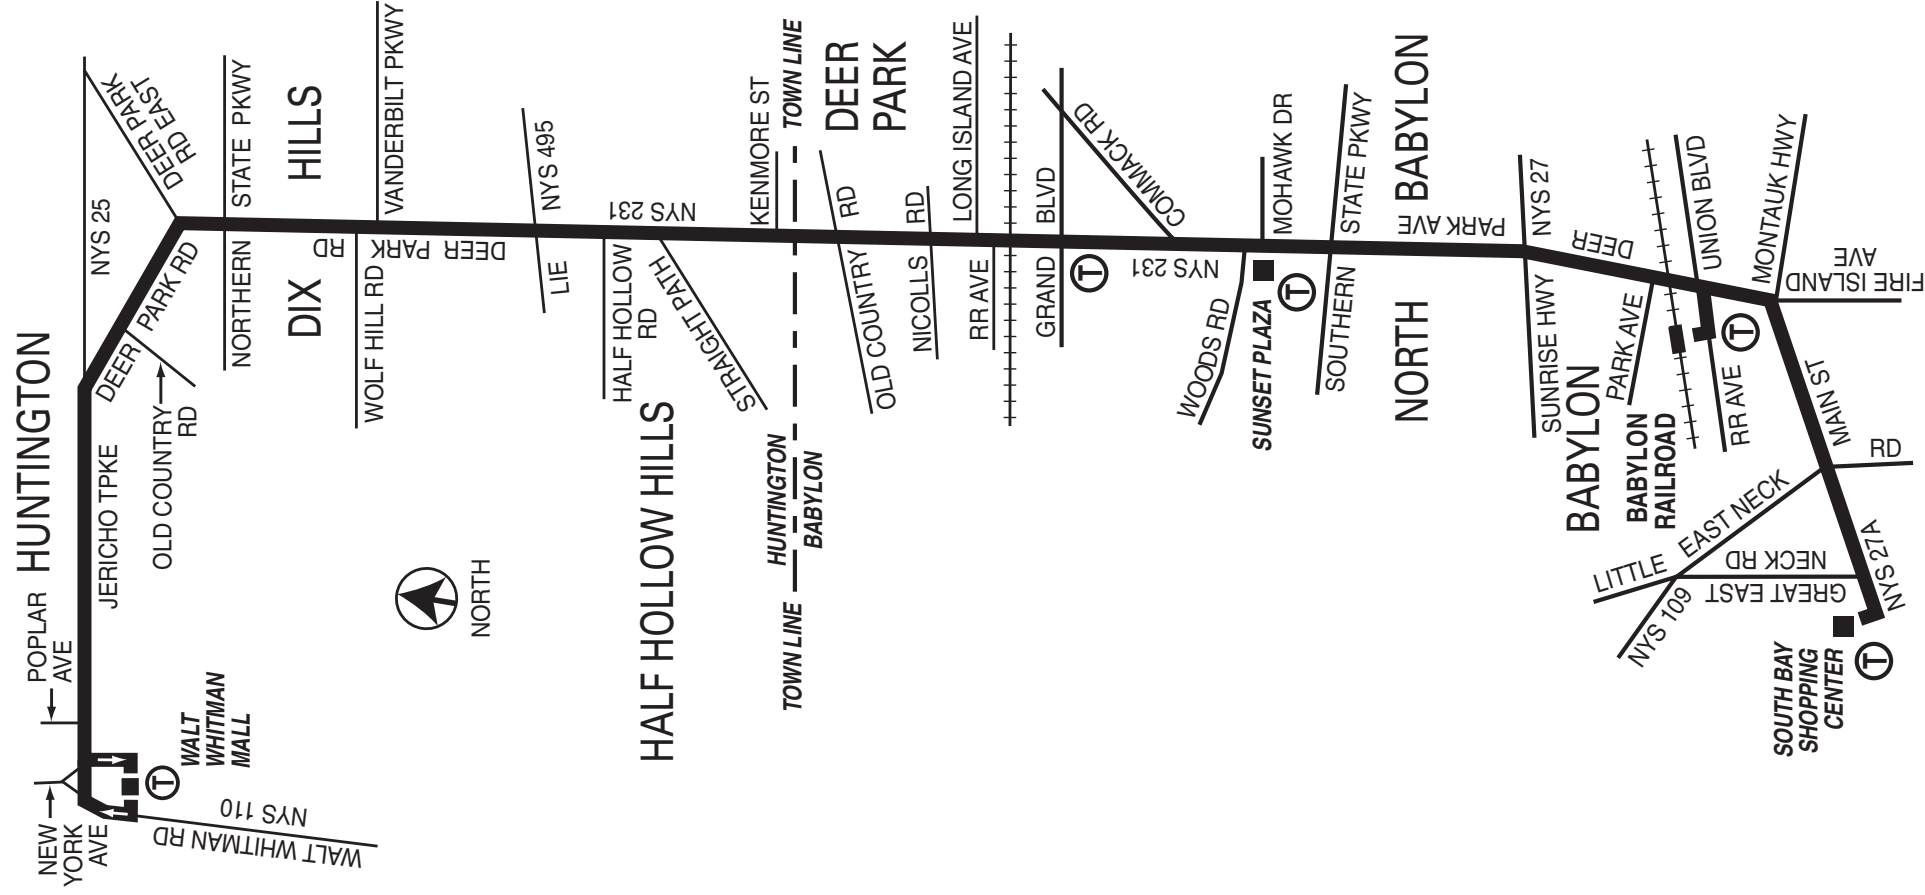 HUNTINGTON
POPLAR
AVE
NEW
YORK
AVE
JERICHO TPKE
NYS 25
DEER PARK
RD EAST
DEER PARK RD
OLD COUNTRY
RD
WALT
WHITMAN
MALL
T
NYS 110
WALT WHITMAN RD
NORTHERN STATE PKWY
DIX HILLS
DEER PARK RD
WOLF HILL RD
VANDERBILT PKWY
NORTH
LIE NYS 495
HALF HOLLOW
RD
NYS 231
HALF HOLLOW HILLS
STRAIGHT PATH
KENMORE ST
TOWN LINE
HUNTINGTON
BABYLON
TOWN LINE
DEER
PARK
OLD COUNTRY RD
NICOLLS RD
LONG ISLAND AVE
RR AVE
GRAND BLVD
T
COMMACK RD
NYS 231
WOODS RD
SUNSET PLAZA
T
MOHAWK DR
SOUTHERN STATE PKWY
NORTH BABYLON
DEER PARK AVE
SUNRISE HWY NYS 27
BABYLON
PARK AVE
BABYLON
RAILROAD
T
RR AVE
UNION BLVD
MONTAUK HWY
FIRE ISLAND
AVE
MAIN ST
LITTLE EAST NECK RD
NYS 109
GREAT EAST
NECK RD
NYS 27A
SOUTH BAY
SHOPPING
CENTER
T